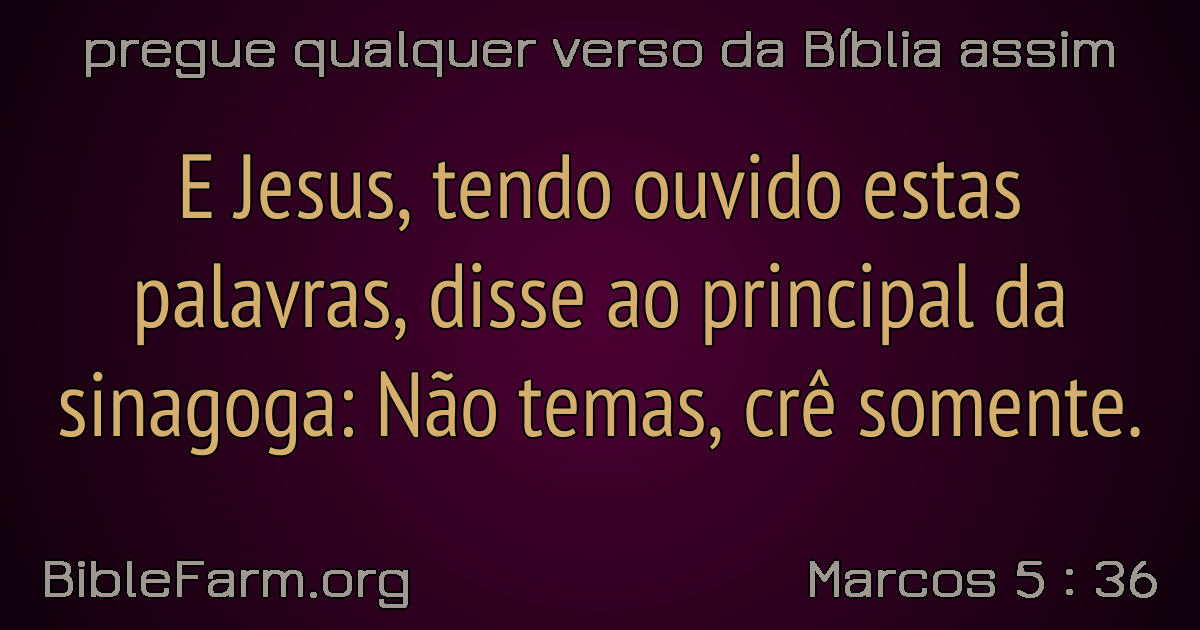 pregue qualquer verso da Bíblia assim
E Jesus, tendo ouvido estas
palavras, disse ao principal da
sinagoga: Não temas, crê somente.
BibleFarm.org
Marcos 5 : 36